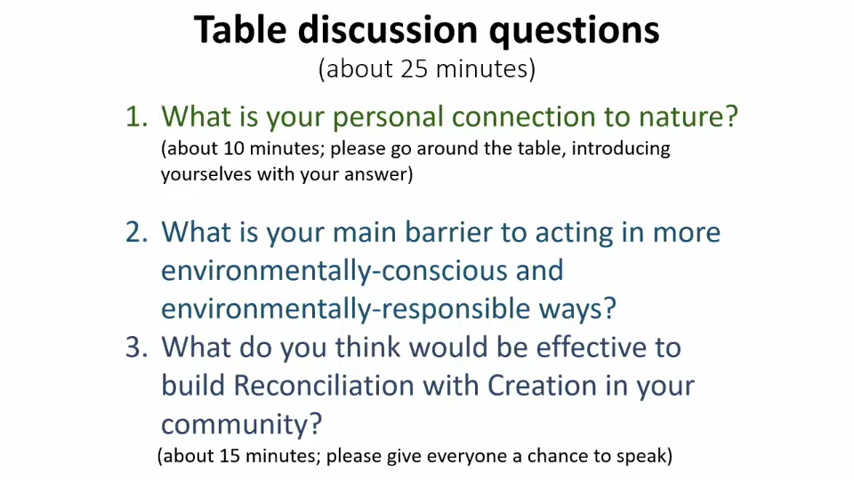 Table discussion questions
(about 25 minutes)
1. What is your personal connection to nature?
(about 10 minutes; please go around the table, introducing
yourselves with your answer)
2. What is your main barrier to acting in more
environmentally-conscious and
environmentally-responsible ways?
3. What do you think would be effective to
build Reconciliation with Creation in your
community?
(about 15 minutes; please give everyone a chance to speak)